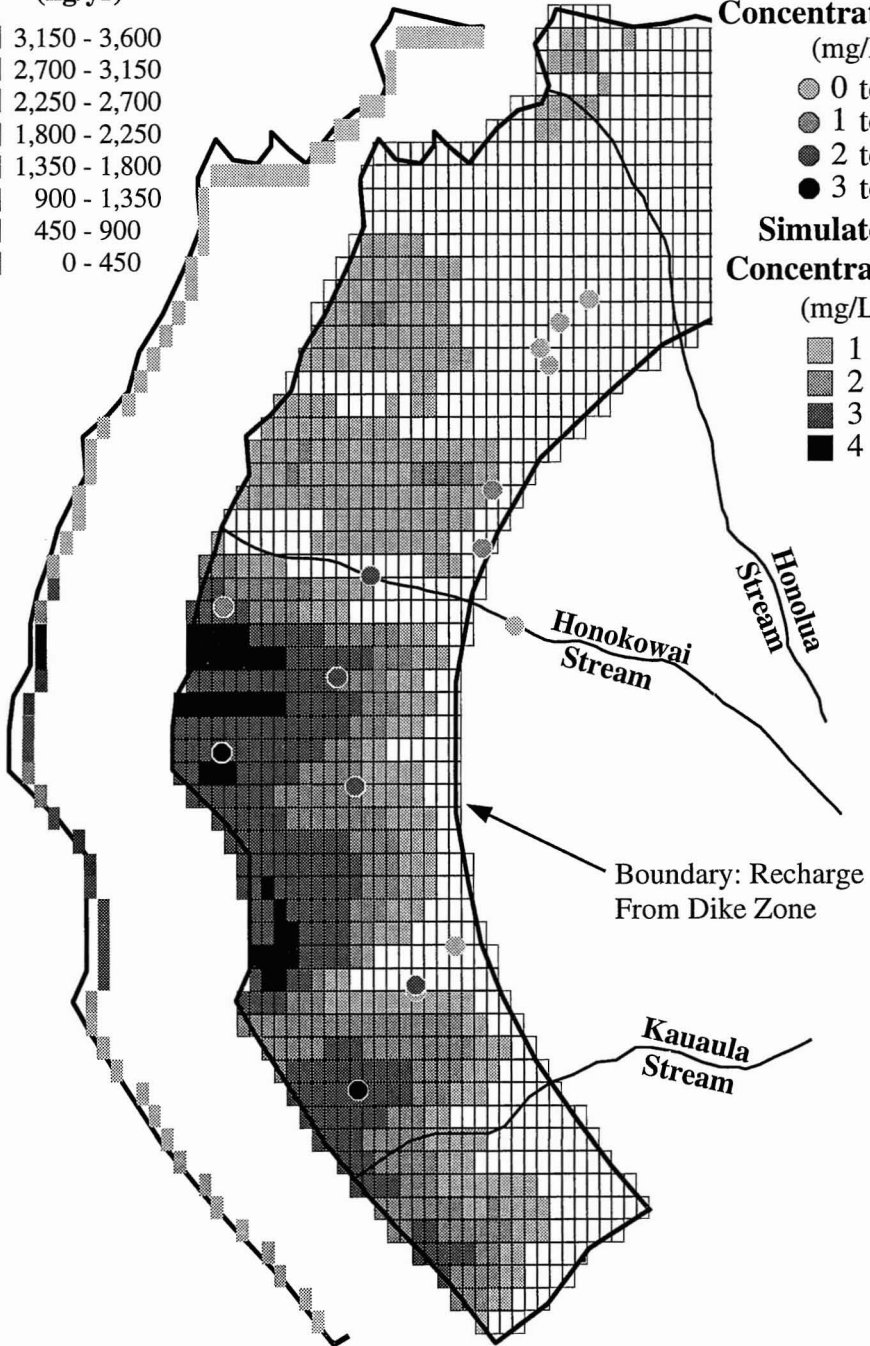 (kg/yr)
3,150 - 3,600
2,700 - 3,150
2,250 - 2,700
1,800 - 2,250
1,350 - 1,800
900 - 1,350
450 - 900
0 - 450
Concentrat
(mg/L
0 to
1 to
2 to
3 to
Simulate
Concentra
(mg/L
1
2
3
4
Honolua
Stream
Honokowai
Stream
Boundary: Recharge
From Dike Zone
Kauaula
Stream